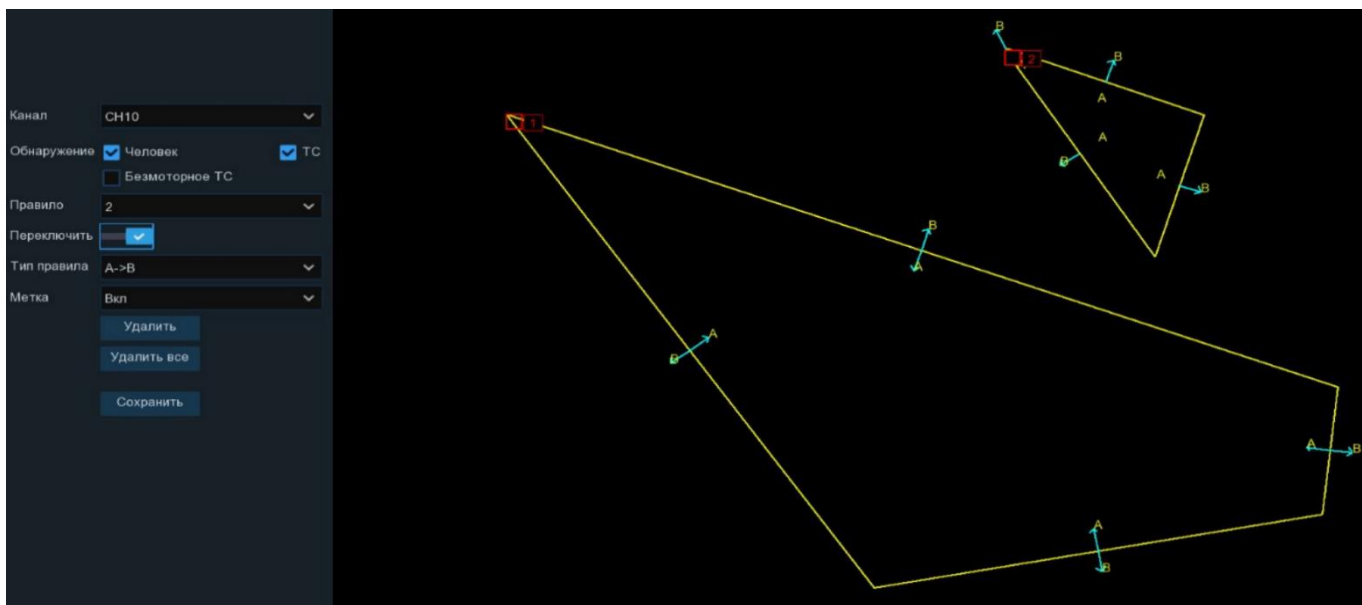 Канал CH10
Обнаружение Человек ТС
Безмоторное ТС
Правило 2
Переключить
Тип правила A->B
Метка Вкл
Удалить
Удалить все
Сохранить
B
2
B
A
A
B
A
B
1
B
A
A
B
A
B
A
B